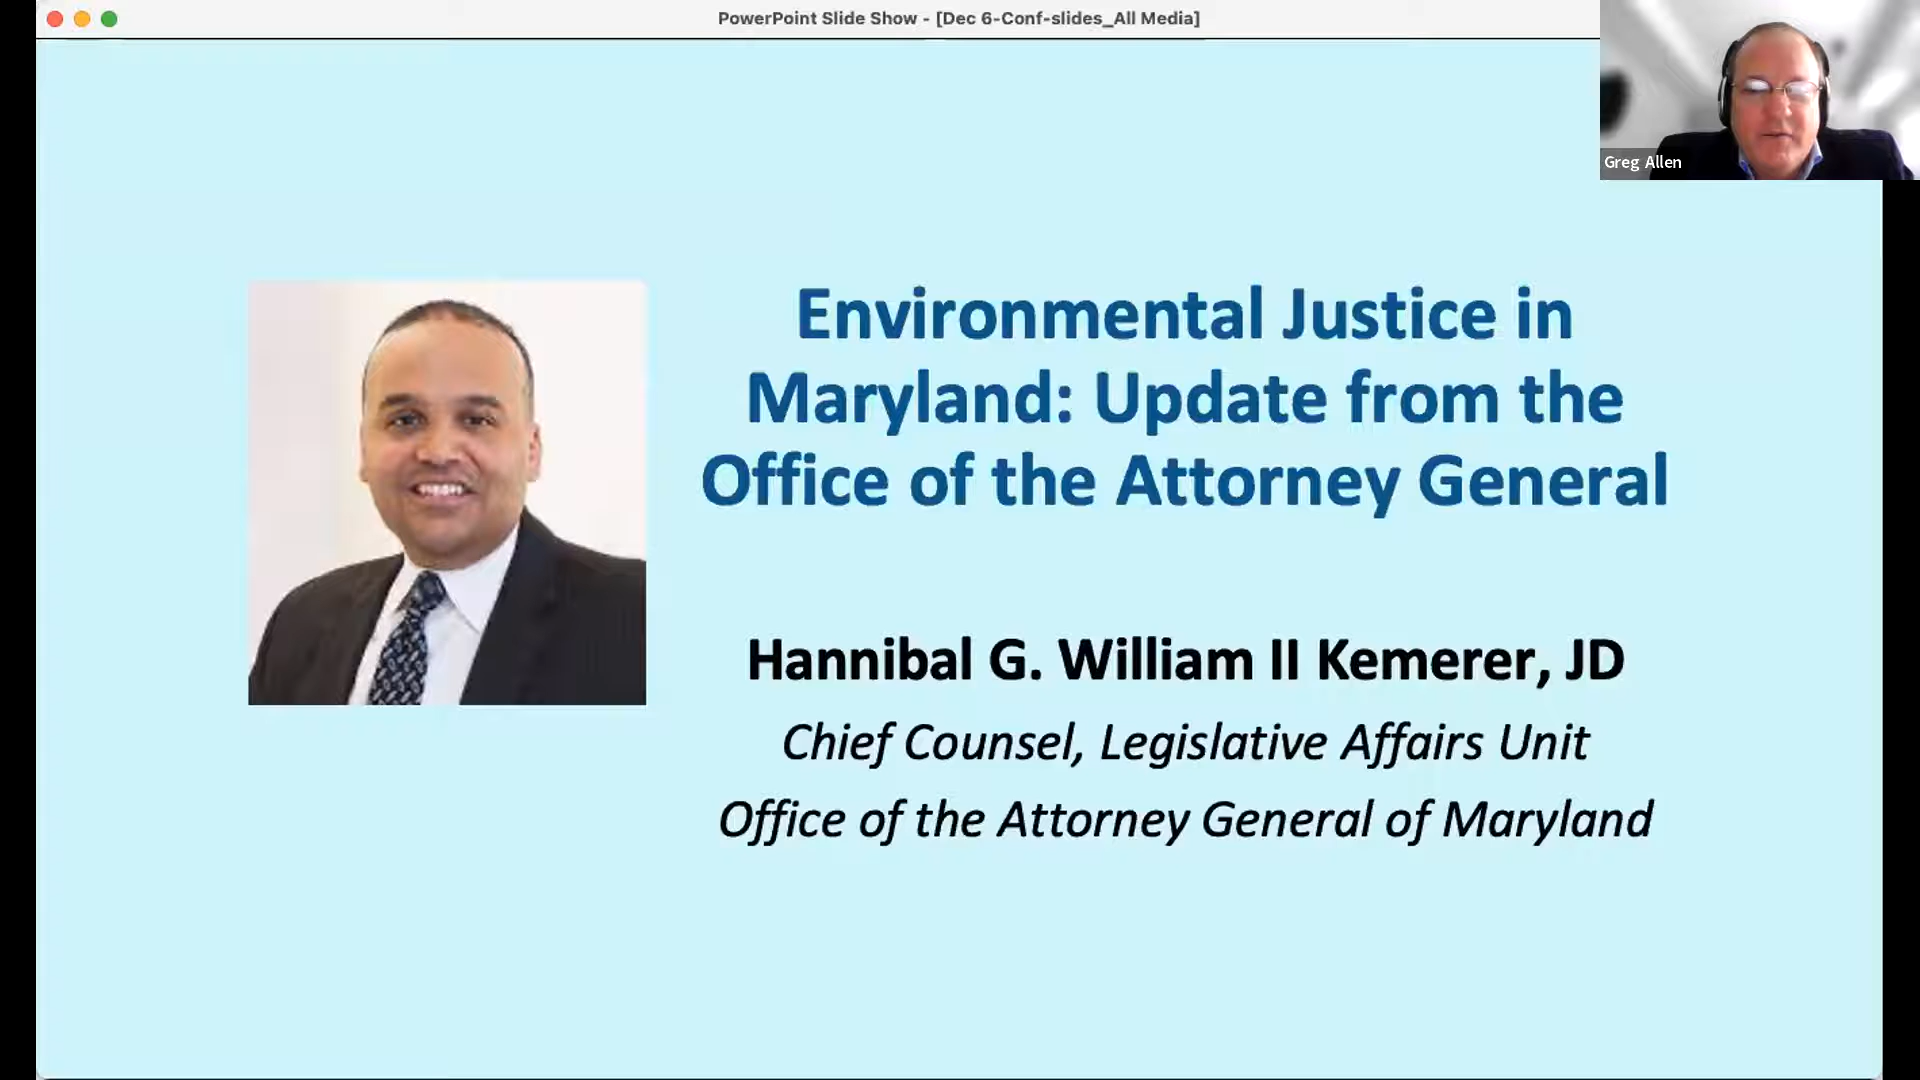 PowerPoint Slide Show - [Dec 6-Conf-slides_All Media]
Greg Allen
Environmental Justice in
Maryland: Update from the
Office of the Attorney General
Hannibal G. William II Kemerer, JD
Chief Counsel, Legislative Affairs Unit
Office of the Attorney General of Maryland